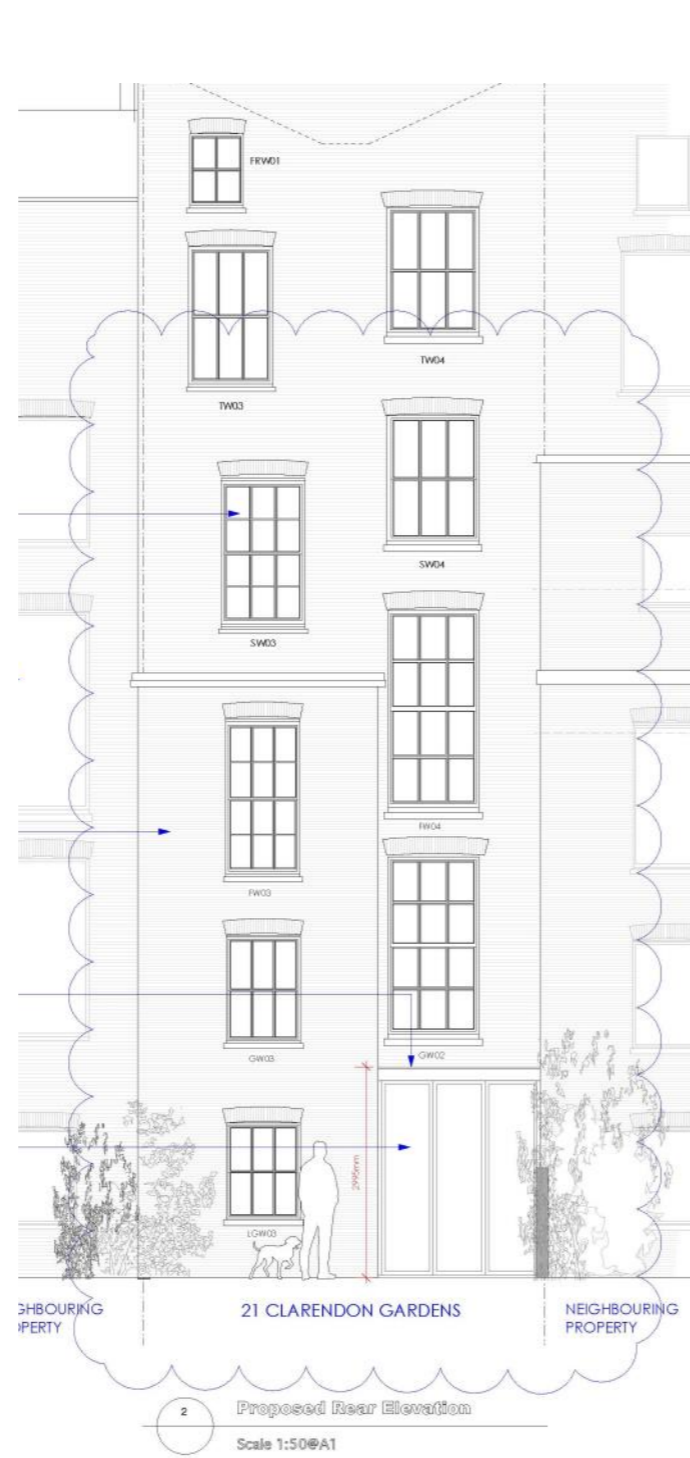 FRW01
TW04
TW03
SW04
SW03
FW04
FW03
GW03
GW02
2995mm
LGW03
GHBOURING
PERTY
21 CLARENDON GARDENS
NEIGHBOURING
PROPERTY
2
Proposed Rear Elevation
Scale 1:50@A1